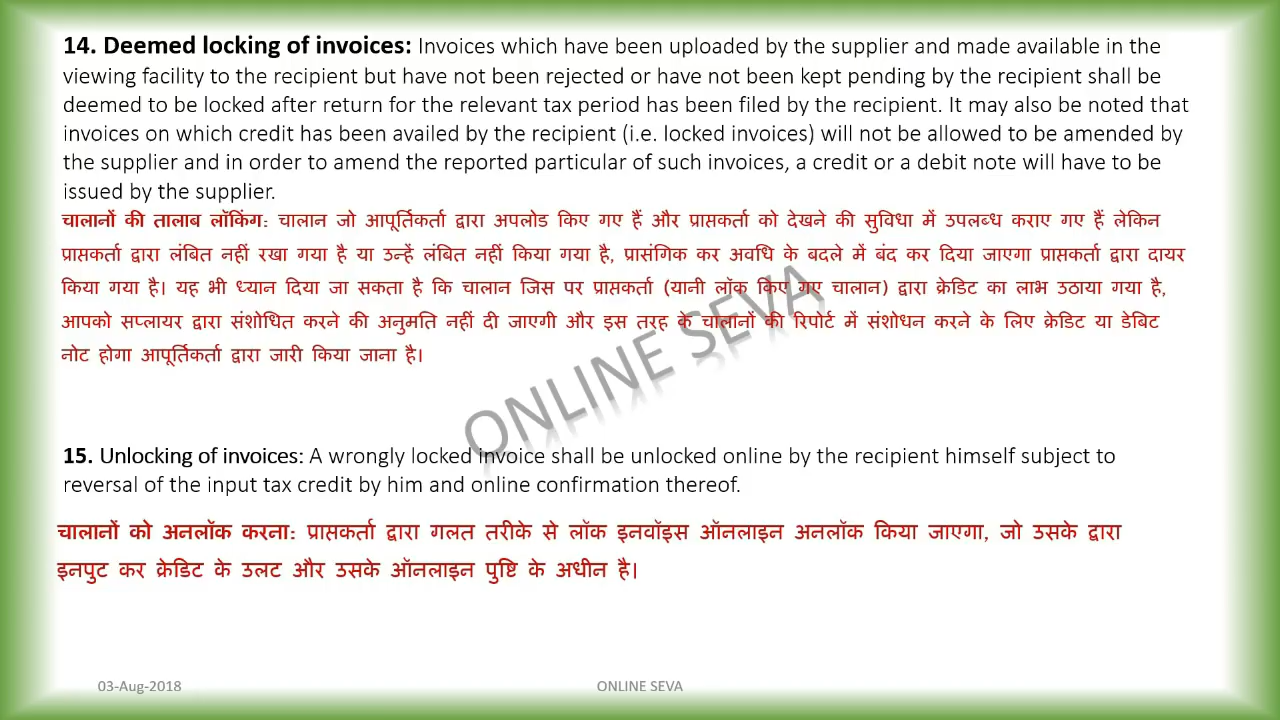 14. Deemed locking of invoices: Invoices which have been uploaded by the supplier and made available in the
viewing facility to the recipient but have not been rejected or have not been kept pending by the recipient shall be
deemed to be locked after return for the relevant tax period has been filed by the recipient. It may also be noted that
invoices on which credit has been availed by the recipient (i.e. locked invoices) will not be allowed to be amended by
the supplier and in order to amend the reported particular of such invoices, a credit or a debit note will have to be
issued by the supplier.
चालानों की तालाब लॉकिंग: चालान जो आपूर्तिकर्ता द्वारा अपलोड किए गए हैं और प्राप्तकर्ता को देखने की सुविधा में उपलब्ध कराए गए हैं लेकिन
प्राप्तकर्ता द्वारा लंबित नहीं रखा गया है या उन्हें लंबित नहीं किया गया है, प्रासंगिक कर अवधि के बदले में बंद कर दिया जाएगा प्राप्तकर्ता द्वारा दायर
किया गया है। यह भी ध्यान दिया जा सकता है कि चालान जिस पर प्राप्तकर्ता (यानी लॉक किए गए चालान) द्वारा क्रेडिट का लाभ उठाया गया है,
आपको सप्लायर द्वारा संशोधित करने की अनुमति नहीं दी जाएगी और इस तरह के चालानों की रिपोर्ट में संशोधन करने के लिए क्रेडिट या डेबिट
नोट होगा आपूर्तिकर्ता द्वारा जारी किया जाना है।
ONLINE SEVA
15. Unlocking of invoices: A wrongly locked invoice shall be unlocked online by the recipient himself subject to
reversal of the input tax credit by him and online confirmation thereof.
चालानों को अनलॉक करना: प्राप्तकर्ता द्वारा गलत तरीके से लॉक इनवॉइस ऑनलाइन अनलॉक किया जाएगा, जो उसके द्वारा
इनपुट कर क्रेडिट के उलट और उसके ऑनलाइन पुष्टि के अधीन है।
03-Aug-2018
ONLINE SEVA